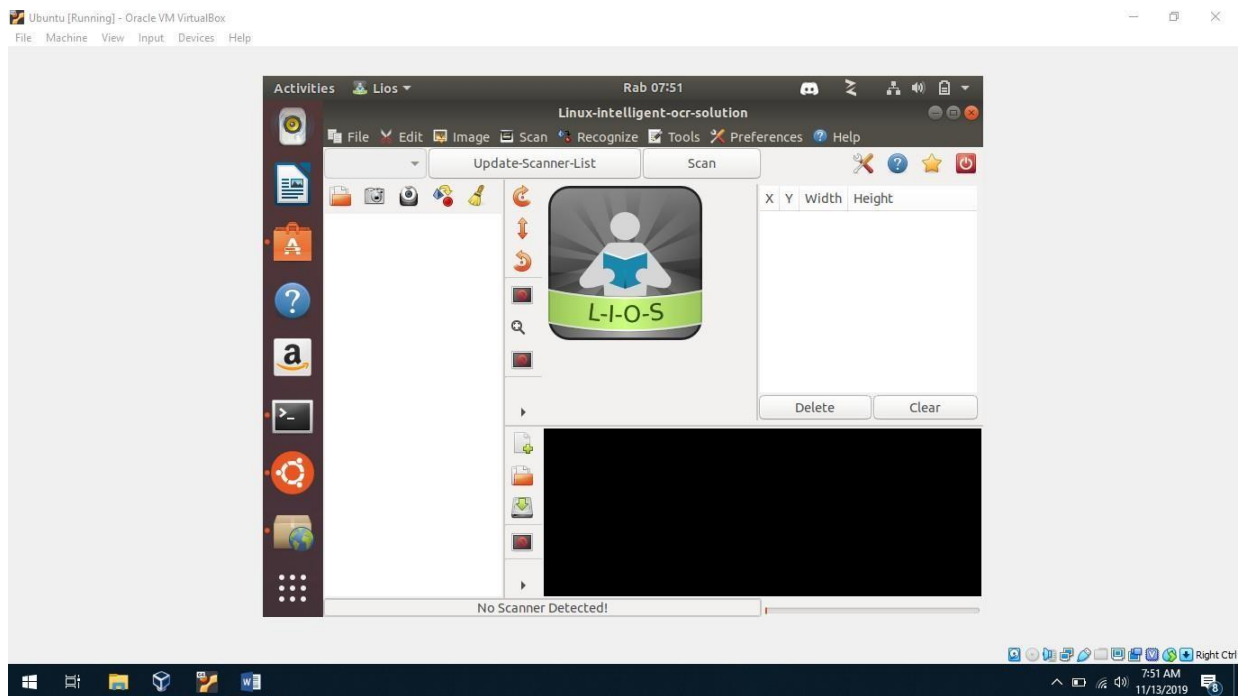 Ubuntu [Running] - Oracle VM VirtualBox
File Machine View Input Devices Help
Activities Lios Rab 07:51
Linux-intelligent-ocr-solution
File Edit Image Scan Recognize Tools Preferences Help
Update-Scanner-List Scan
X Y Width Height
L-I-O-S
Delete Clear
No Scanner Detected!
Right Ctrl
7:51 AM
11/13/2019